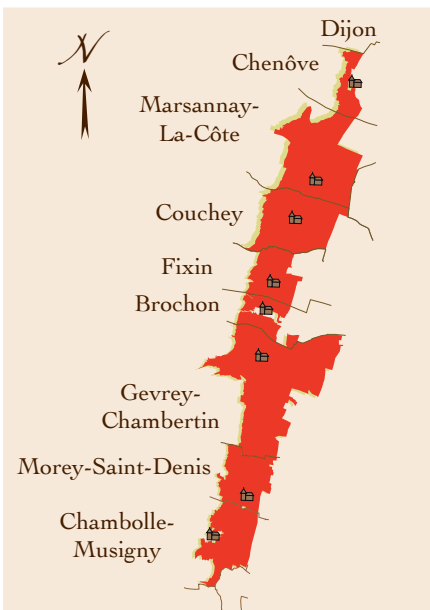 Dijon
N
Chenôve
Marsannay-
La-Côte
Couchey
Fixin
Brochon
Gevrey-
Chambertin
Morey-Saint-Denis
Chambolle-
Musigny